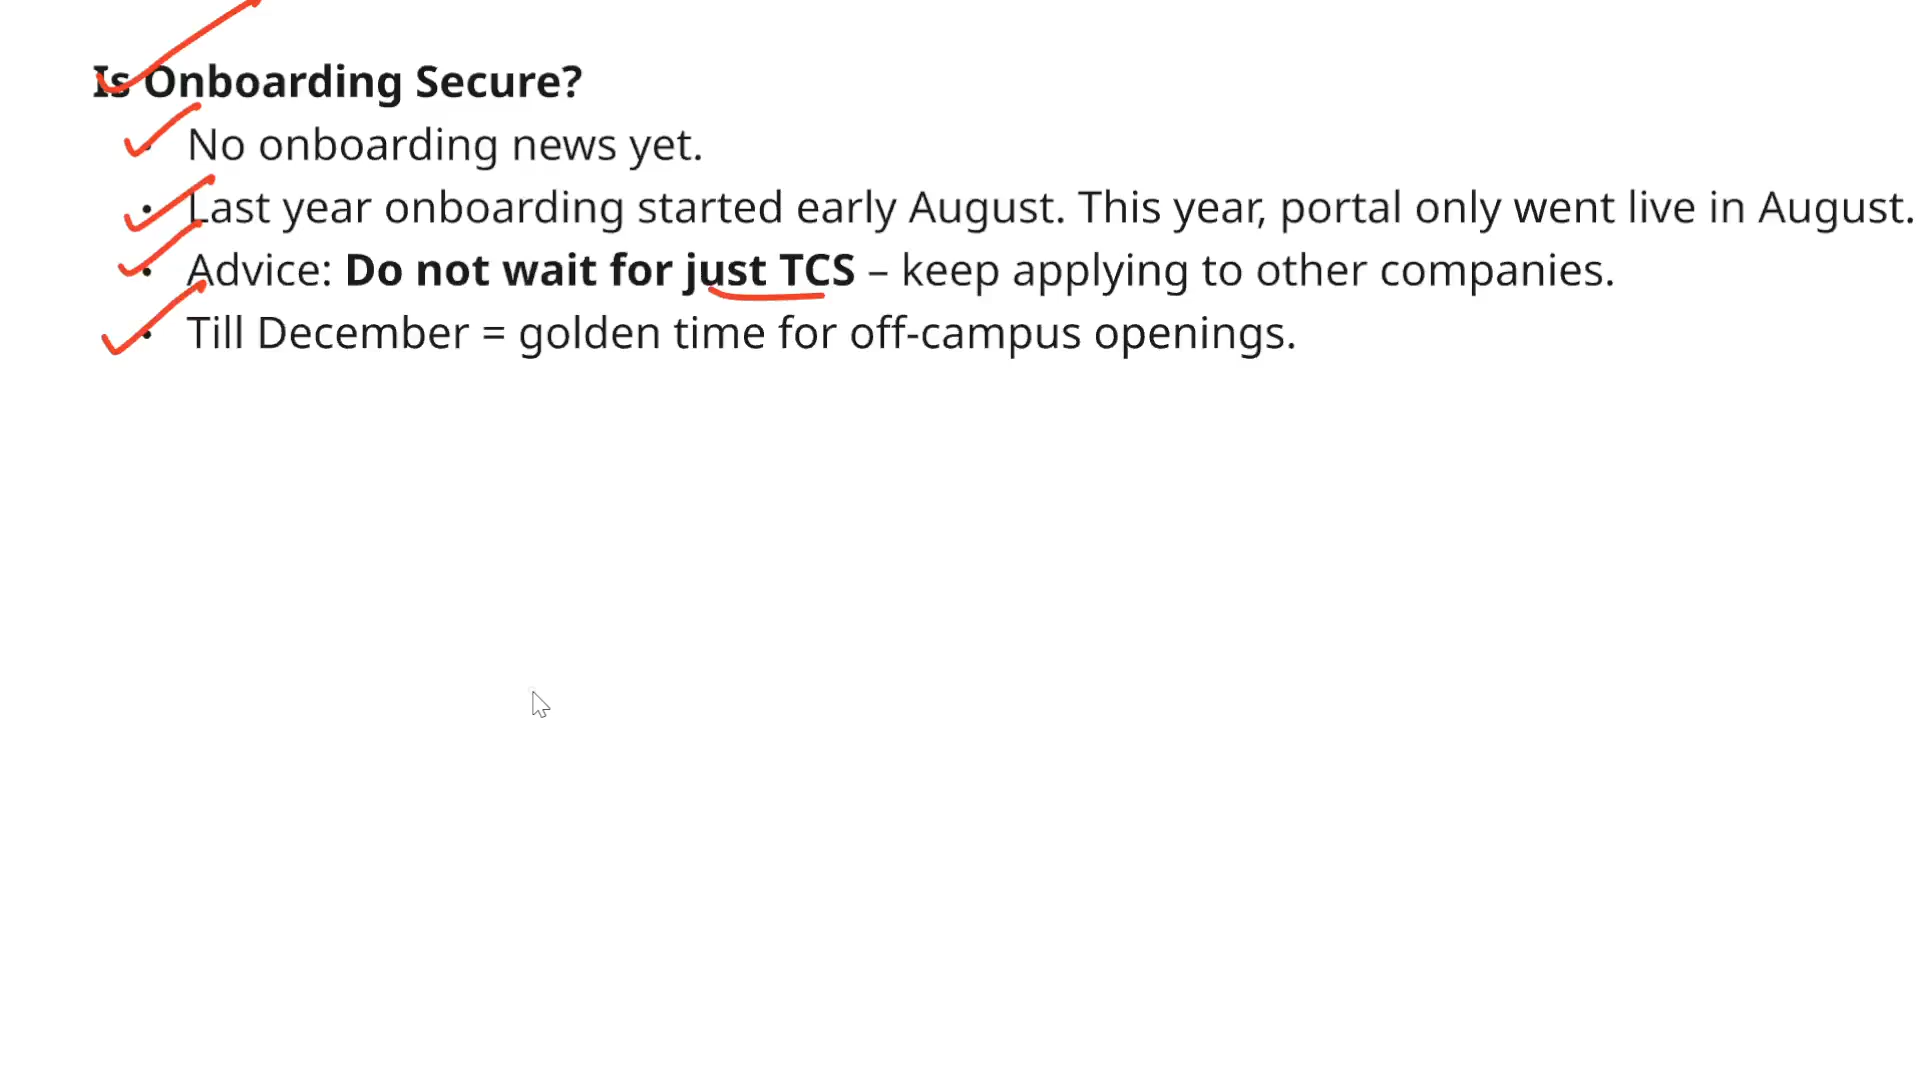 Is Onboarding Secure?
• No onboarding news yet.
• Last year onboarding started early August. This year, portal only went live in August.
• Advice: Do not wait for just TCS – keep applying to other companies.
• Till December = golden time for off-campus openings.